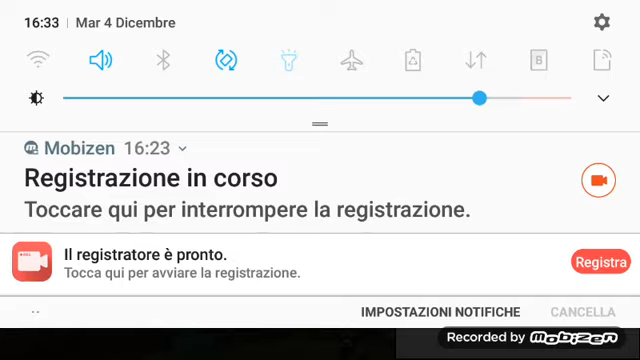 16:33 | Mar 4 Dicembre
B
Mobizen 16:23
Registrazione in corso
Toccare qui per interrompere la registrazione.
Il registratore è pronto.
Tocca qui per avviare la registrazione.
Registra
IMPOSTAZIONI NOTIFICHE
CANCELLA
Recorded by mobizen